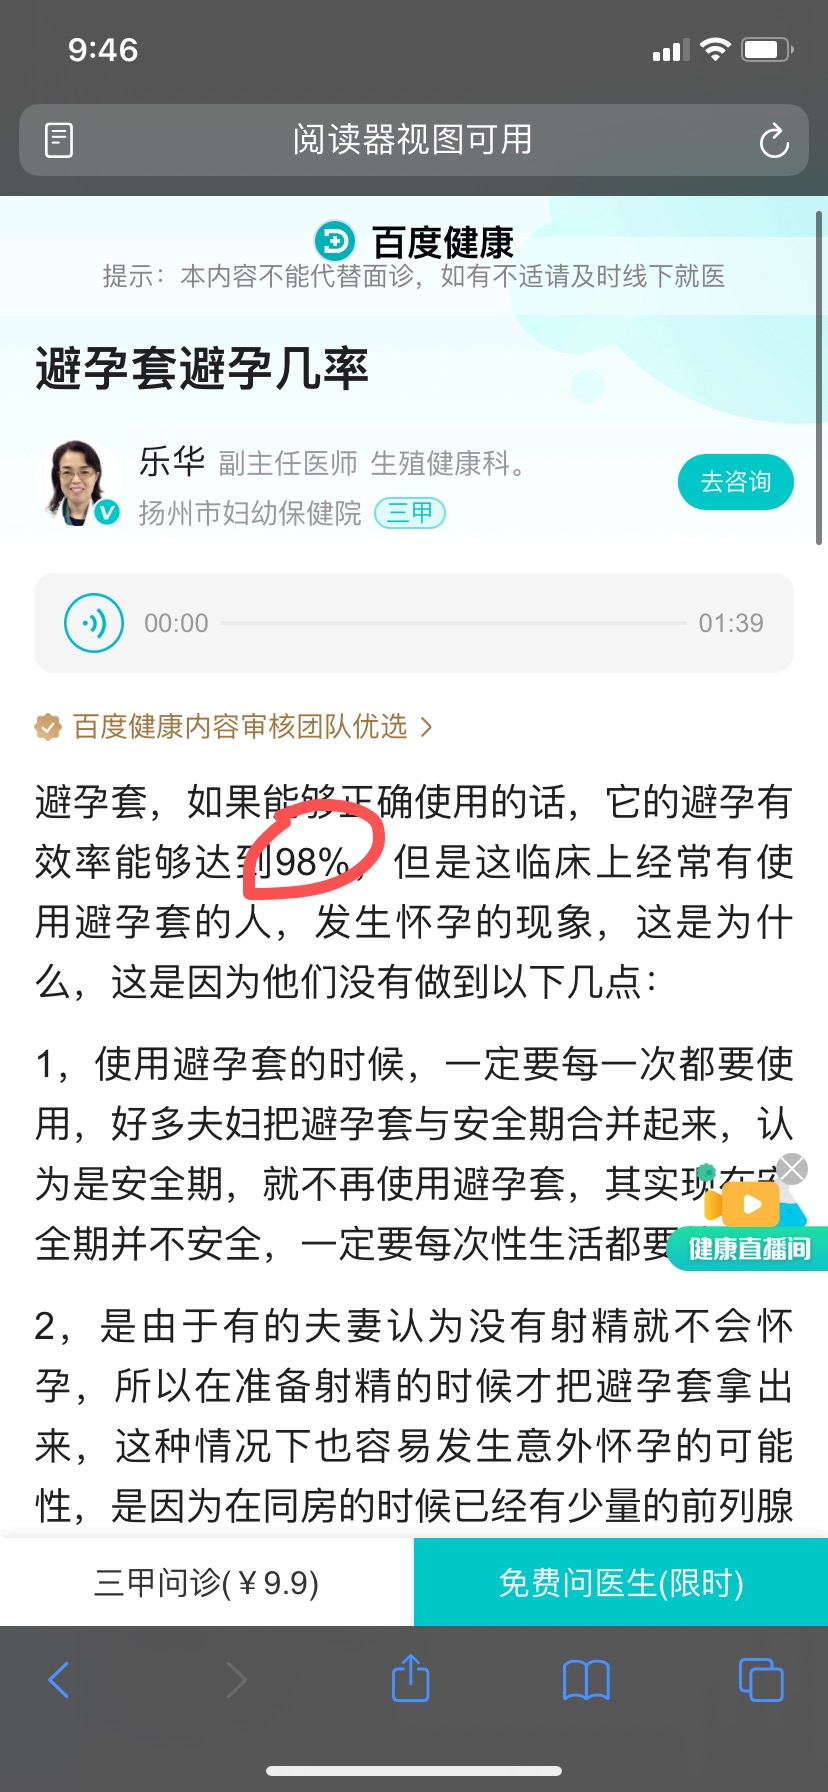 9:46
阅读器视图可用
百度健康
提示：本内容不能代替面诊，如有不适请及时线下就医
避孕套避孕几率
乐华 副主任医师 生殖健康科。
去咨询
扬州市妇幼保健院 三甲
00:00 01:39
百度健康内容审核团队优选
避孕套，如果能够正确使用的话，它的避孕有
效率能够达到98%，但是这临床上经常有使
用避孕套的人，发生怀孕的现象，这是为什
么，这是因为他们没有做到以下几点：
1，使用避孕套的时候，一定要每一次都要使
用，好多夫妇把避孕套与安全期合并起来，认
为是安全期，就不再使用避孕套，其实现在安
全期并不安全，一定要每次性生活都要
健康直播间
2，是由于有的夫妻认为没有射精就不会怀
孕，所以在准备射精的时候才把避孕套拿出
来，这种情况下也容易发生意外怀孕的可能
性，是因为在同房的时候已经有少量的前列腺
三甲问诊(￥9.9)
免费问医生(限时)